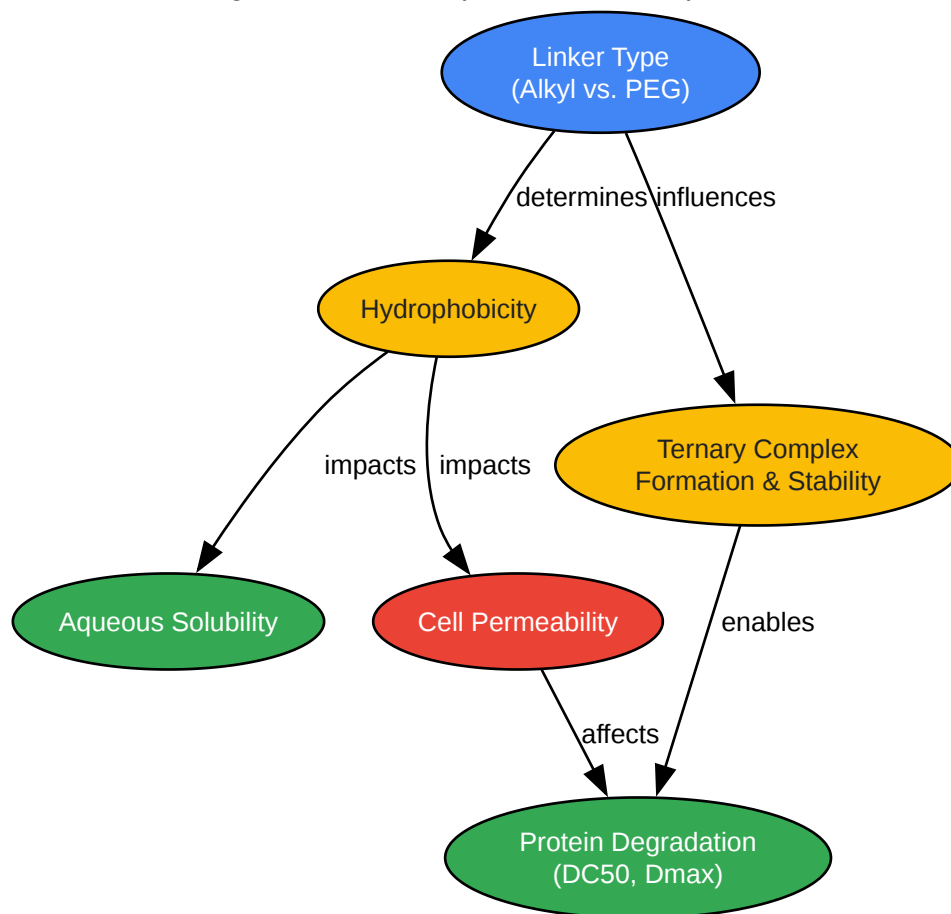 Linker Type
(Alkyl vs. PEG)
determines
influences
Hydrophobicity
Ternary Complex
Formation & Stability
impacts
impacts
Aqueous Solubility
Cell Permeability
enables
affects
Protein Degradation
(DC50, Dmax)